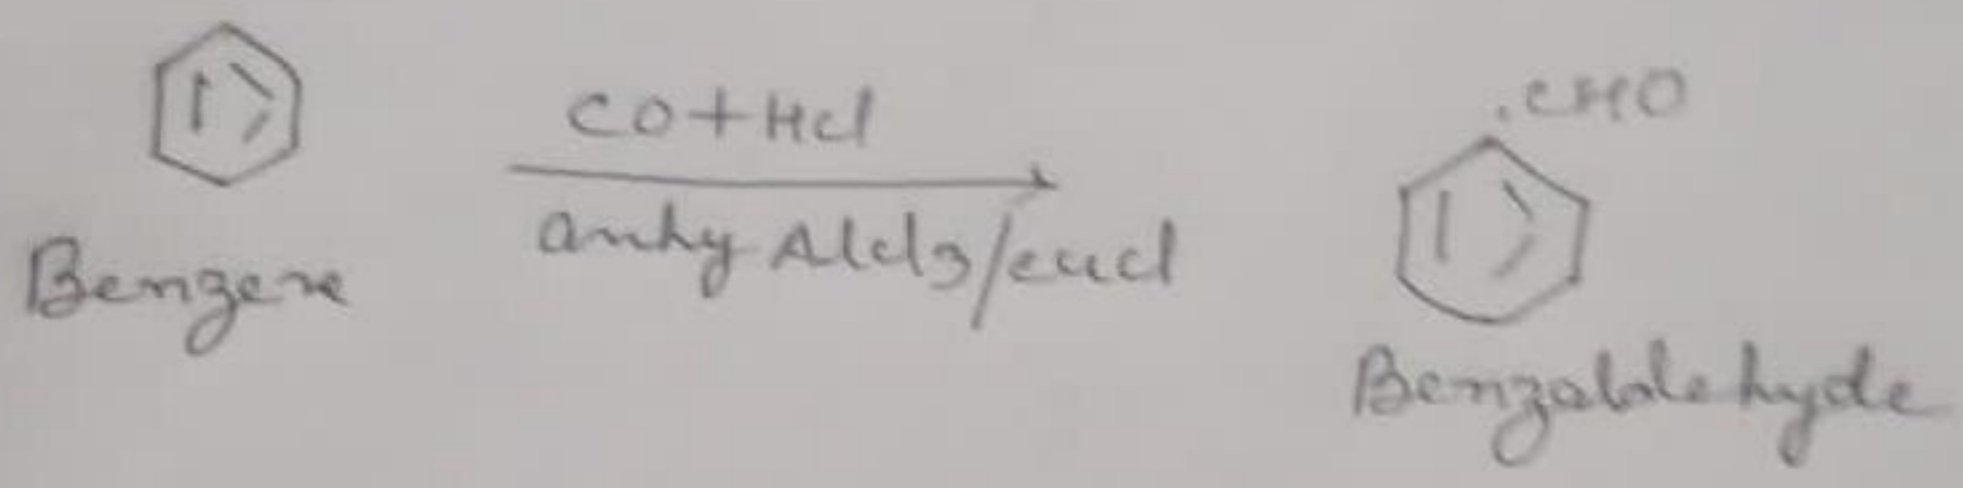 CO+HCl
.CHO
anhy AlCl3/CuCl
Benzene
Benzaldehyde